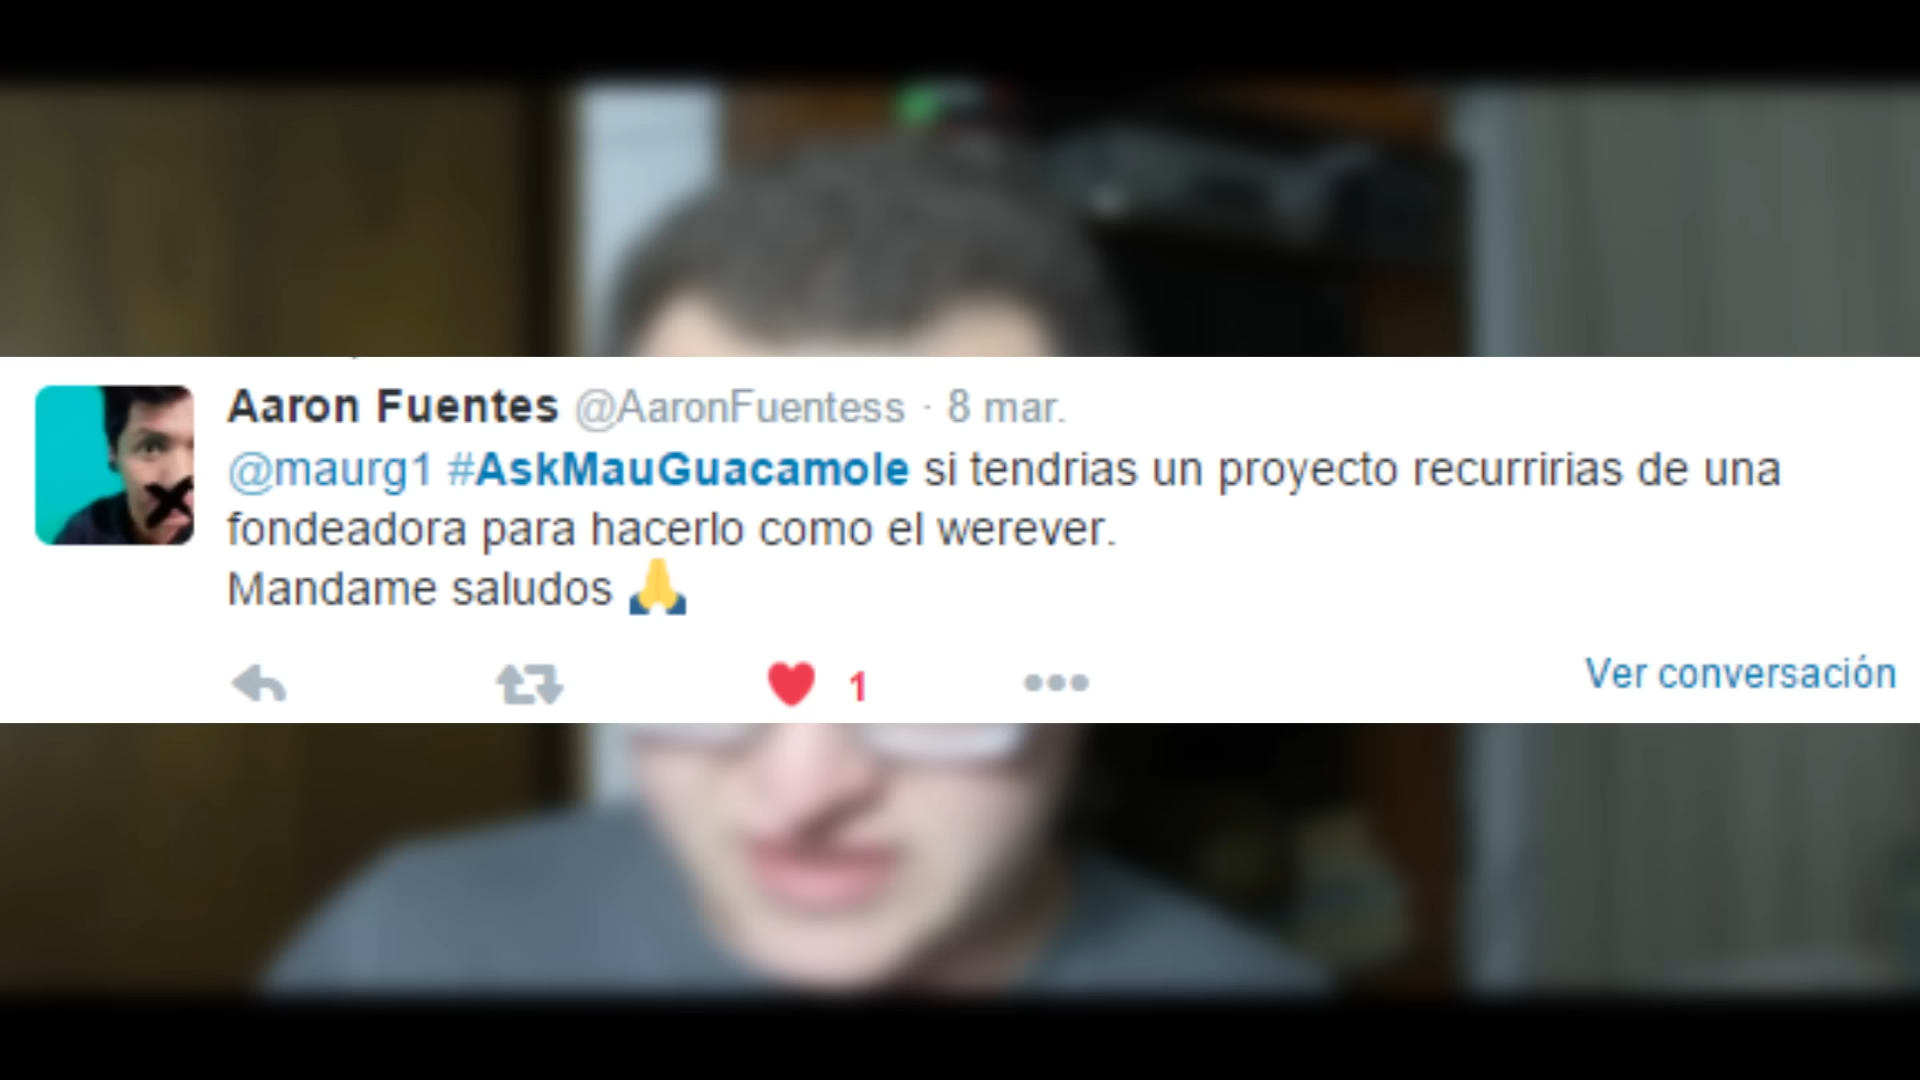 Aaron Fuentes @AaronFuentess · 8 mar.
@maurg1 #AskMauGuacamole si tendrias un proyecto recurririas de una
fondeadora para hacerlo como el werever.
Mandame saludos 🙏
1
Ver conversación